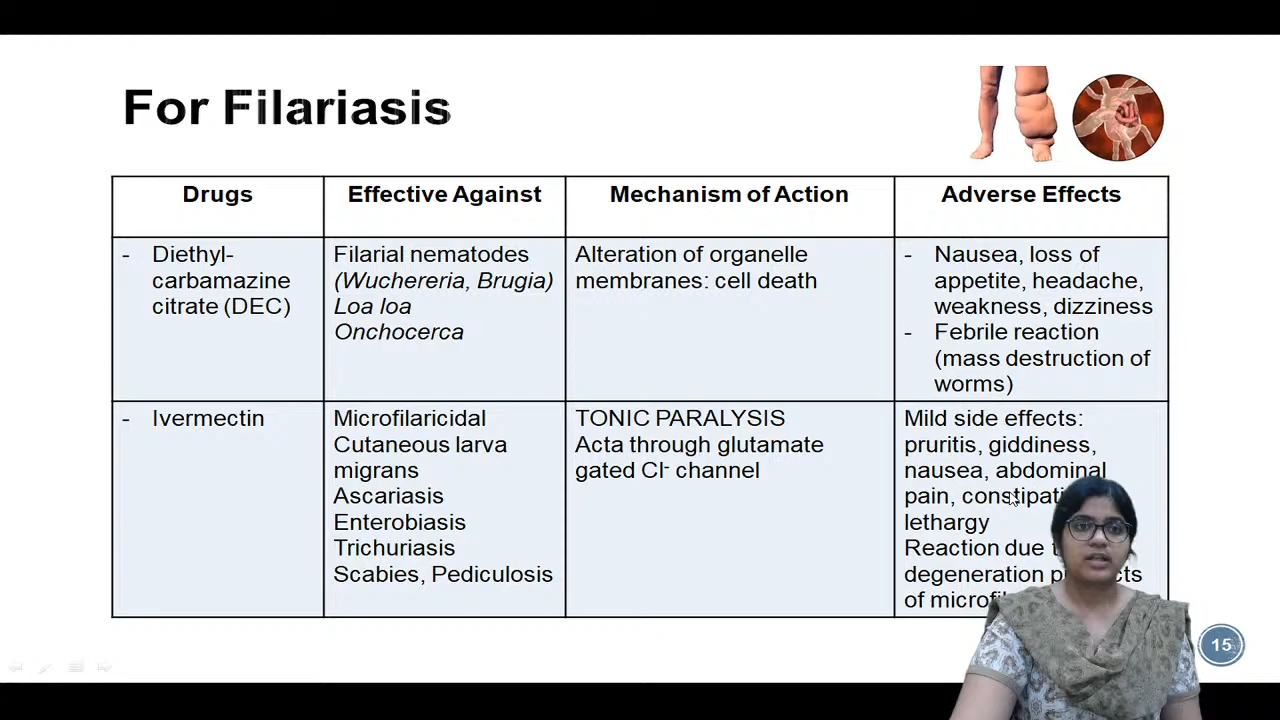 For Filariasis
Drugs
Effective Against
Mechanism of Action
Adverse Effects
- Diethyl-
carbamazine
citrate (DEC)
Filarial nematodes
(Wuchereria, Brugia)
Loa loa
Onchocerca
Alteration of organelle
membranes: cell death
- Nausea, loss of
appetite, headache,
weakness, dizziness
- Febrile reaction
(mass destruction of
worms)
- Ivermectin
Microfilaricidal
Cutaneous larva
migrans
Ascariasis
Enterobiasis
Trichuriasis
Scabies, Pediculosis
TONIC PARALYSIS
Acta through glutamate
gated Cl⁻ channel
Mild side effects:
pruritis, giddiness,
nausea, abdominal
pain,
lethargy
Reaction due
degeneration
of
15